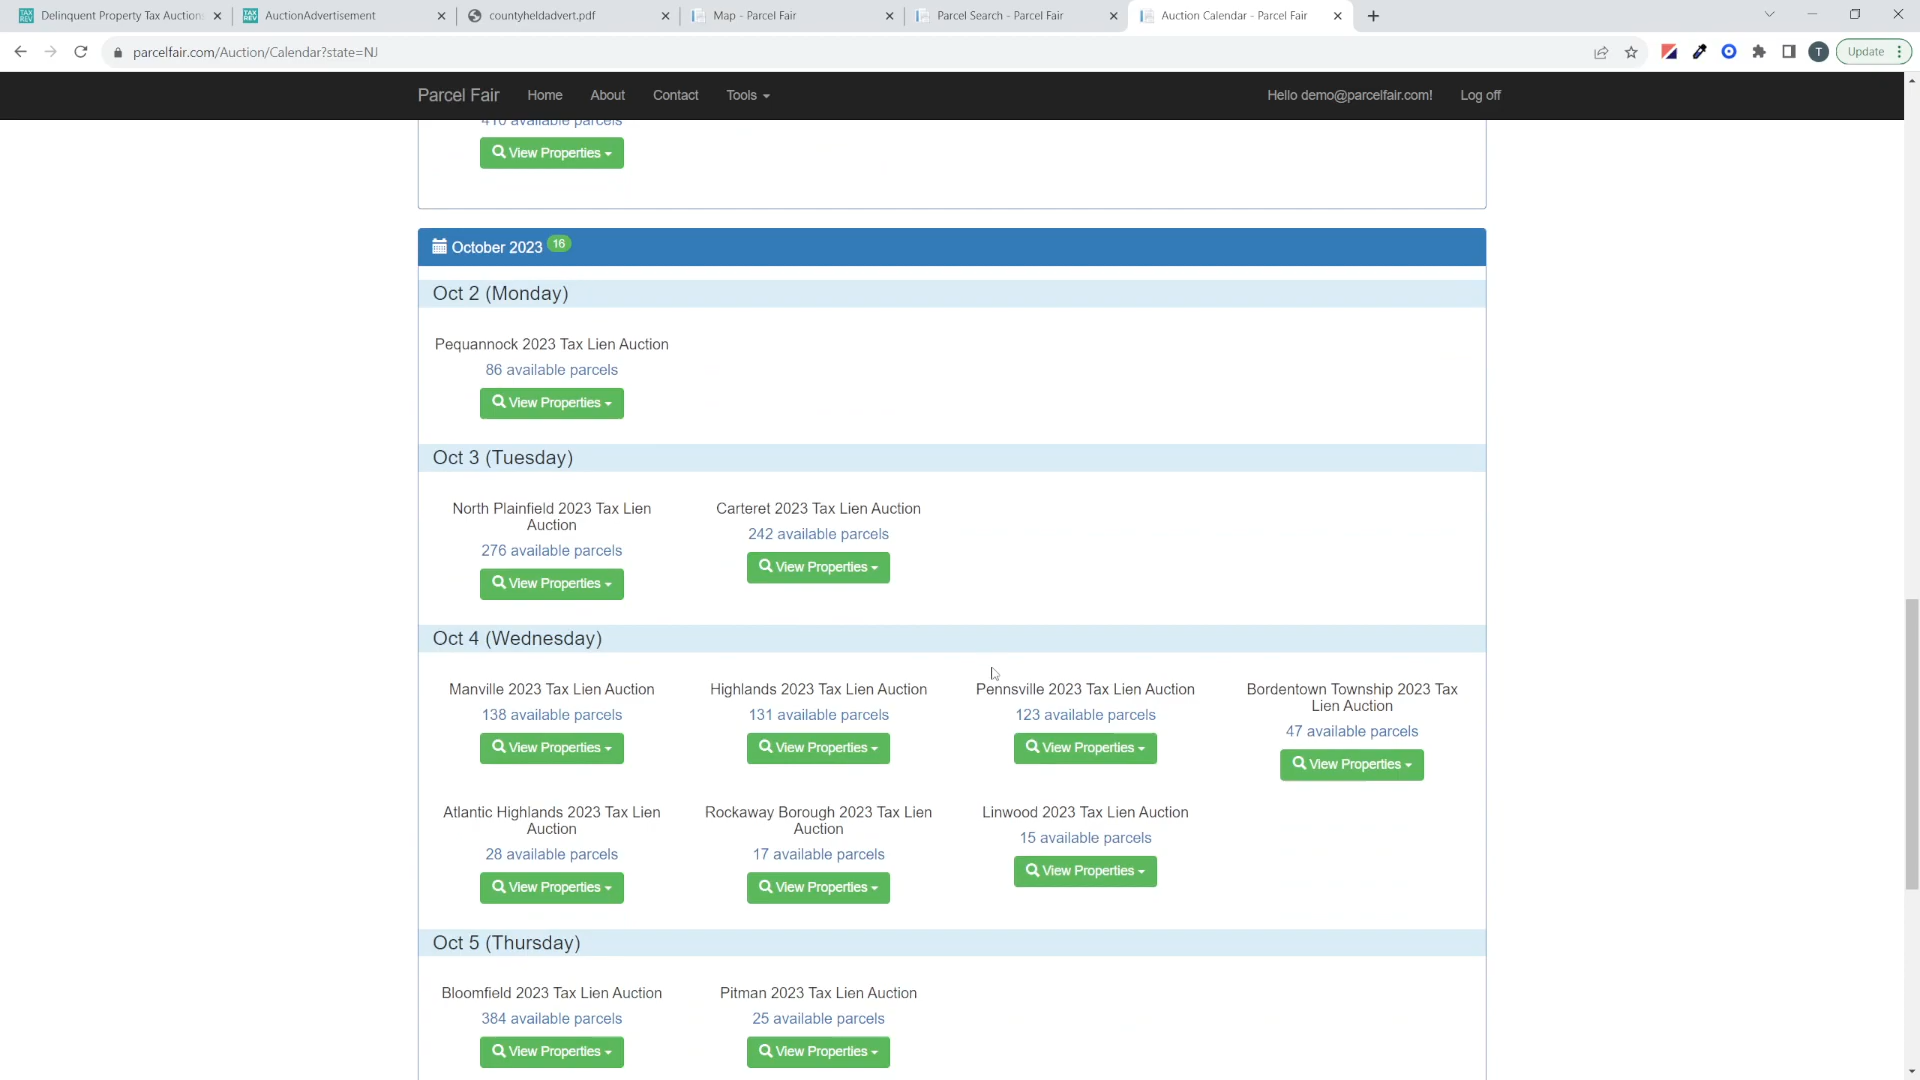 Delinquent Property Tax Auction
AuctionAdvertisement
countyheldadvert.pdf
Map - Parcel Fair
Parcel Search - Parcel Fair
Auction Calendar - Parcel Fair
parcelfair.com/Auction/Calendar?state=NJ
T
Update
Parcel Fair
Home
About
Contact
Tools
Hello demo@parcelfair.com!
Log off
410 available parcels
View Properties
October 2023 16
Oct 2 (Monday)
Pequannock 2023 Tax Lien Auction
86 available parcels
View Properties
Oct 3 (Tuesday)
North Plainfield 2023 Tax Lien
Auction
276 available parcels
View Properties
Carteret 2023 Tax Lien Auction
242 available parcels
View Properties
Oct 4 (Wednesday)
Manville 2023 Tax Lien Auction
138 available parcels
View Properties
Highlands 2023 Tax Lien Auction
131 available parcels
View Properties
Pennsville 2023 Tax Lien Auction
123 available parcels
View Properties
Bordentown Township 2023 Tax
Lien Auction
47 available parcels
View Properties
Atlantic Highlands 2023 Tax Lien
Auction
28 available parcels
View Properties
Rockaway Borough 2023 Tax Lien
Auction
17 available parcels
View Properties
Linwood 2023 Tax Lien Auction
15 available parcels
View Properties
Oct 5 (Thursday)
Bloomfield 2023 Tax Lien Auction
384 available parcels
View Properties
Pitman 2023 Tax Lien Auction
25 available parcels
View Properties